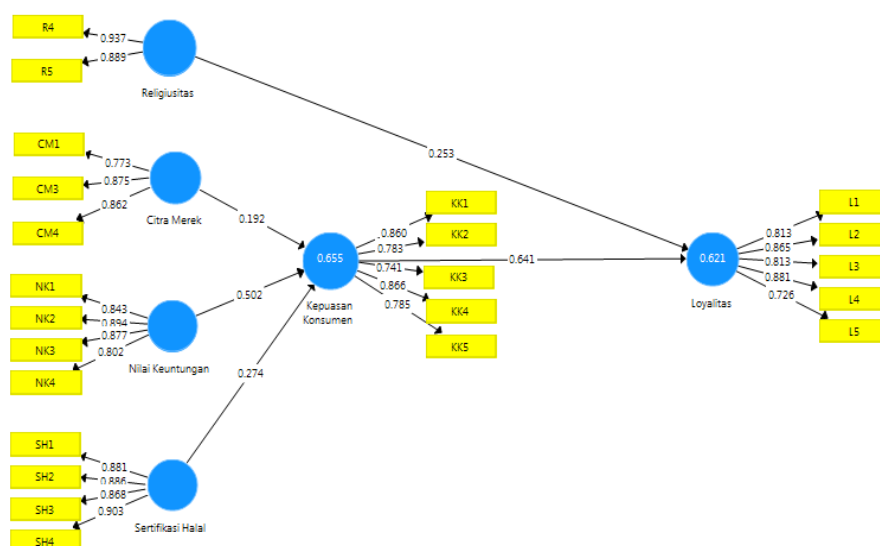 R4
0.937
0.889
R5
Religiusitas
0.253
CM1
0.773
CM3
0.875
0.862
CM4
Citra Merek
0.192
NK1
0.843
NK2
0.894
0.877
NK3
0.802
NK4
Nilai Keuntungan
0.502
SH1
0.881
SH2
0.886
0.868
SH3
0.903
SH4
Sertifikasi Halal
0.274
0.655
Kepuasan
Konsumen
KK1
0.860
KK2
0.783
0.741
KK3
0.866
KK4
0.785
KK5
0.641
0.621
Loyalitas
L1
0.813
L2
0.865
0.813
L3
0.881
L4
0.726
L5